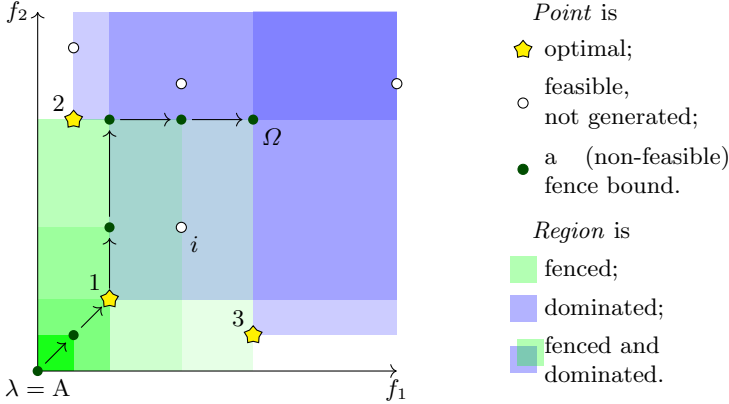 f₂
2
Ω
i
1
3
λ = A
f₁
Point is
optimal;
feasible,
not generated;
a (non-feasible)
fence bound.
Region is
fenced;
dominated;
fenced and
dominated.